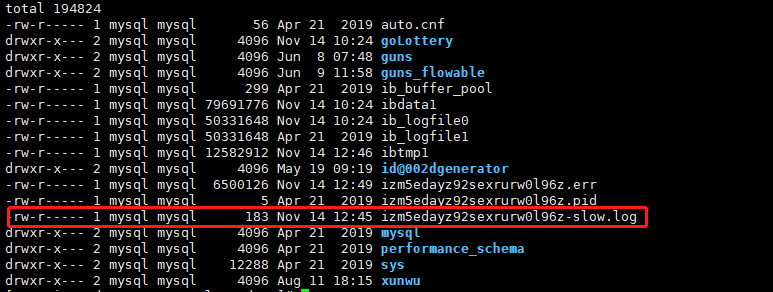 total 194824
-rw-r----- 1 mysql mysql       56 Apr 21  2019 auto.cnf
drwxr-x--- 2 mysql mysql     4096 Nov 14 10:24 goLottery
drwxr-x--- 2 mysql mysql     4096 Jun  8 07:48 guns
drwxr-x--- 2 mysql mysql     4096 Jun  9 11:58 guns_flowable
-rw-r----- 1 mysql mysql      299 Apr 21  2019 ib_buffer_pool
-rw-r----- 1 mysql mysql 79691776 Nov 14 10:24 ibdata1
-rw-r----- 1 mysql mysql 50331648 Nov 14 10:24 ib_logfile0
-rw-r----- 1 mysql mysql 50331648 Apr 21  2019 ib_logfile1
-rw-r----- 1 mysql mysql 12582912 Nov 14 12:46 ibtmp1
drwxr-x--- 2 mysql mysql     4096 May 19 09:19 id@002dgenerator
-rw-r----- 1 mysql mysql  6500126 Nov 14 12:49 izm5edayz92sexrurw0l96z.err
-rw-r----- 1 mysql mysql        5 Apr 21  2019 izm5edayz92sexrurw0l96z.pid
-rw-r----- 1 mysql mysql      183 Nov 14 12:45 izm5edayz92sexrurw0l96z-slow.log
drwxr-x--- 2 mysql mysql     4096 Apr 21  2019 mysql
drwxr-x--- 2 mysql mysql     4096 Apr 21  2019 performance_schema
drwxr-x--- 2 mysql mysql    12288 Apr 21  2019 sys
drwxr-x--- 2 mysql mysql     4096 Aug 11 18:15 xunwu